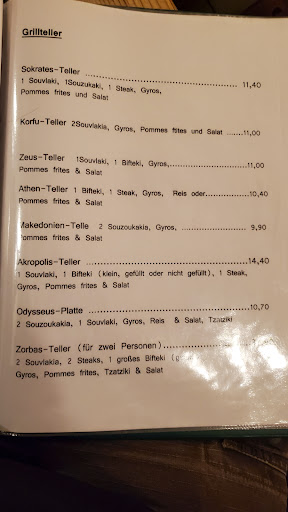 Grillteller
Sokrates-Teller ........................................ 11,40
1 Souvlaki, 1Souzukaki, 1 Steak, Gyros,
Pommes frites und Salat
Korfu-Teller 2Souvlakia, Gyros, Pommes frites und Salat ......11,00
Zeus-Teller 1Souvlaki, 1 Bifteki, Gyros,........................11,00
Pommes frites & Salat
Athen-Teller 1 Bifteki, 1 Steak, Gyros, Reis oder.............10,40
Pommes frites & Salat
Makedonien-Telle 2 Souzoukakia, Gyros, ................... 9,90
Pommes frites & Salat
Akropolis-Teller ........................................14,40
1 Souvlaki, 1 Bifteki (klein, gefüllt oder nicht gefüllt), 1 Steak,
Gyros, Pommes frites & Salat
Odysseus-Platte ........................................10,70
2 Souzoukakia, 1 Souvlaki, Gyros, Reis & Salat, Tzatziki
Zorbas-Teller (für zwei Personen)
2 Souvlakia, 2 Steaks, 1 großes Bifteki
Gyros, Pommes frites, Tzatziki & Salat